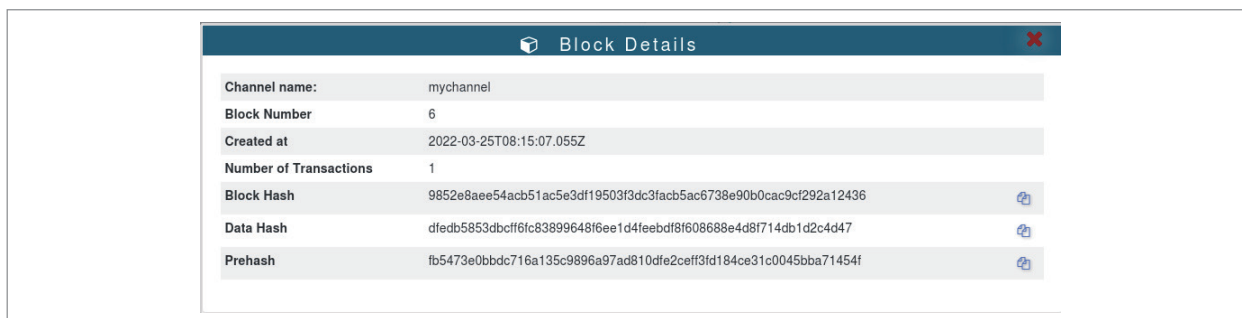 Block Details
Channel name: mychannel
Block Number 6
Created at 2022-03-25T08:15:07.055Z
Number of Transactions 1
Block Hash 9852e8aee54acb51ac5e3df19503f3dc3facb5ac6738e90b0cac9cf292a12436
Data Hash dfedb5853dbcff6fc83899648f6ee1d4feebdf8f608688e4d8f714db1d2c4d47
Prehash fb5473e0bbdc716a135c9896a97ad810dfe2ceff3fd184ce31c0045bba71454f